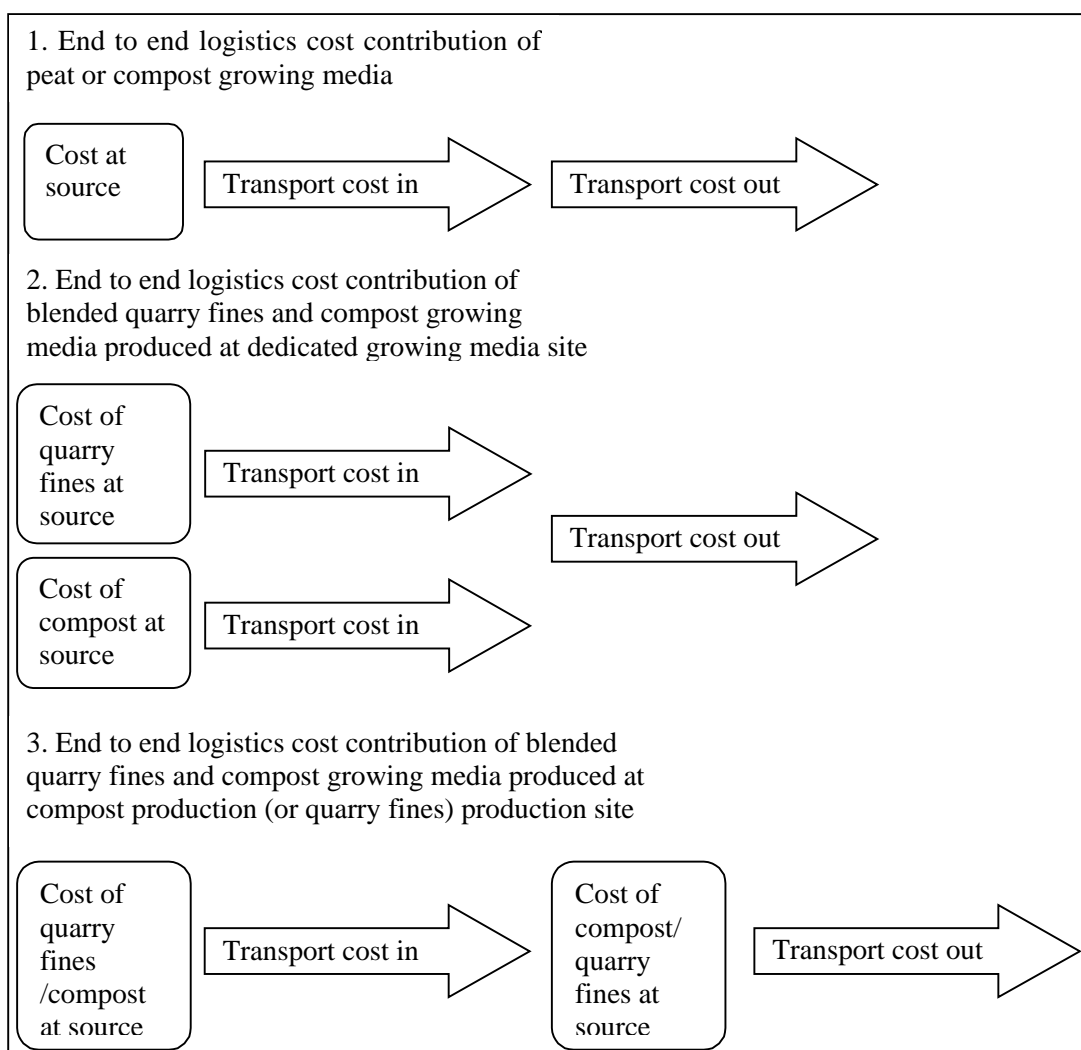 1. End to end logistics cost contribution of
peat or compost growing media
Cost at
source
Transport cost in
Transport cost out
2. End to end logistics cost contribution of
blended quarry fines and compost growing
media produced at dedicated growing media site
Cost of
quarry
fines at
source
Transport cost in
Transport cost out
Cost of
compost at
source
Transport cost in
3. End to end logistics cost contribution of blended
quarry fines and compost growing media produced at
compost production (or quarry fines) production site
Cost of
quarry
fines
/compost
at source
Transport cost in
Cost of
compost/
quarry
fines at
source
Transport cost out